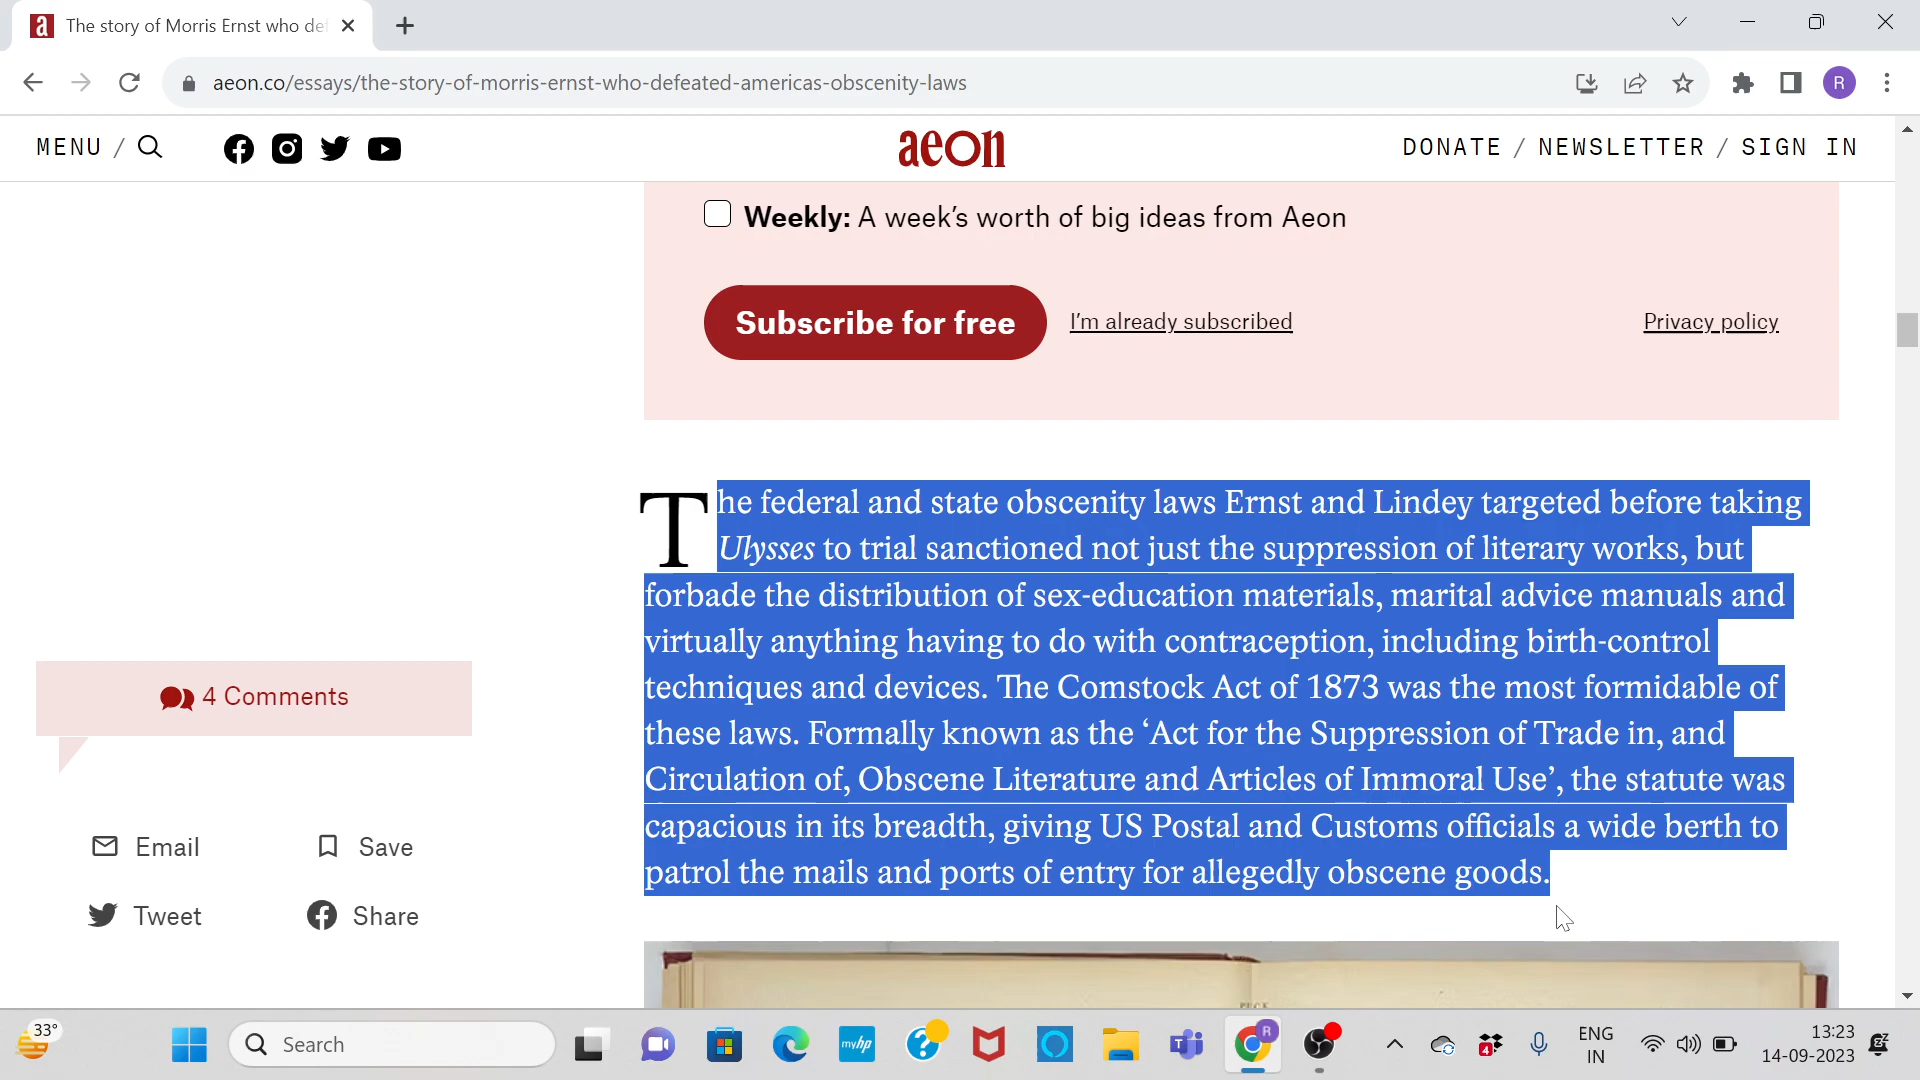 The story of Morris Ernst who de
aeon.co/essays/the-story-of-morris-ernst-who-defeated-americas-obscenity-laws
R
MENU /
aeon
DONATE / NEWSLETTER / SIGN IN
Weekly: A week’s worth of big ideas from Aeon
Subscribe for free
I’m already subscribed
Privacy policy
The federal and state obscenity laws Ernst and Lindey targeted before taking
Ulysses to trial sanctioned not just the suppression of literary works, but
forbade the distribution of sex-education materials, marital advice manuals and
virtually anything having to do with contraception, including birth-control
techniques and devices. The Comstock Act of 1873 was the most formidable of
these laws. Formally known as the ‘Act for the Suppression of Trade in, and
Circulation of, Obscene Literature and Articles of Immoral Use’, the statute was
capacious in its breadth, giving US Postal and Customs officials a wide berth to
patrol the mails and ports of entry for allegedly obscene goods.
4 Comments
Email
Save
Tweet
Share
33°
Search
myhp
R
4
ENG
IN
13:23
14-09-2023